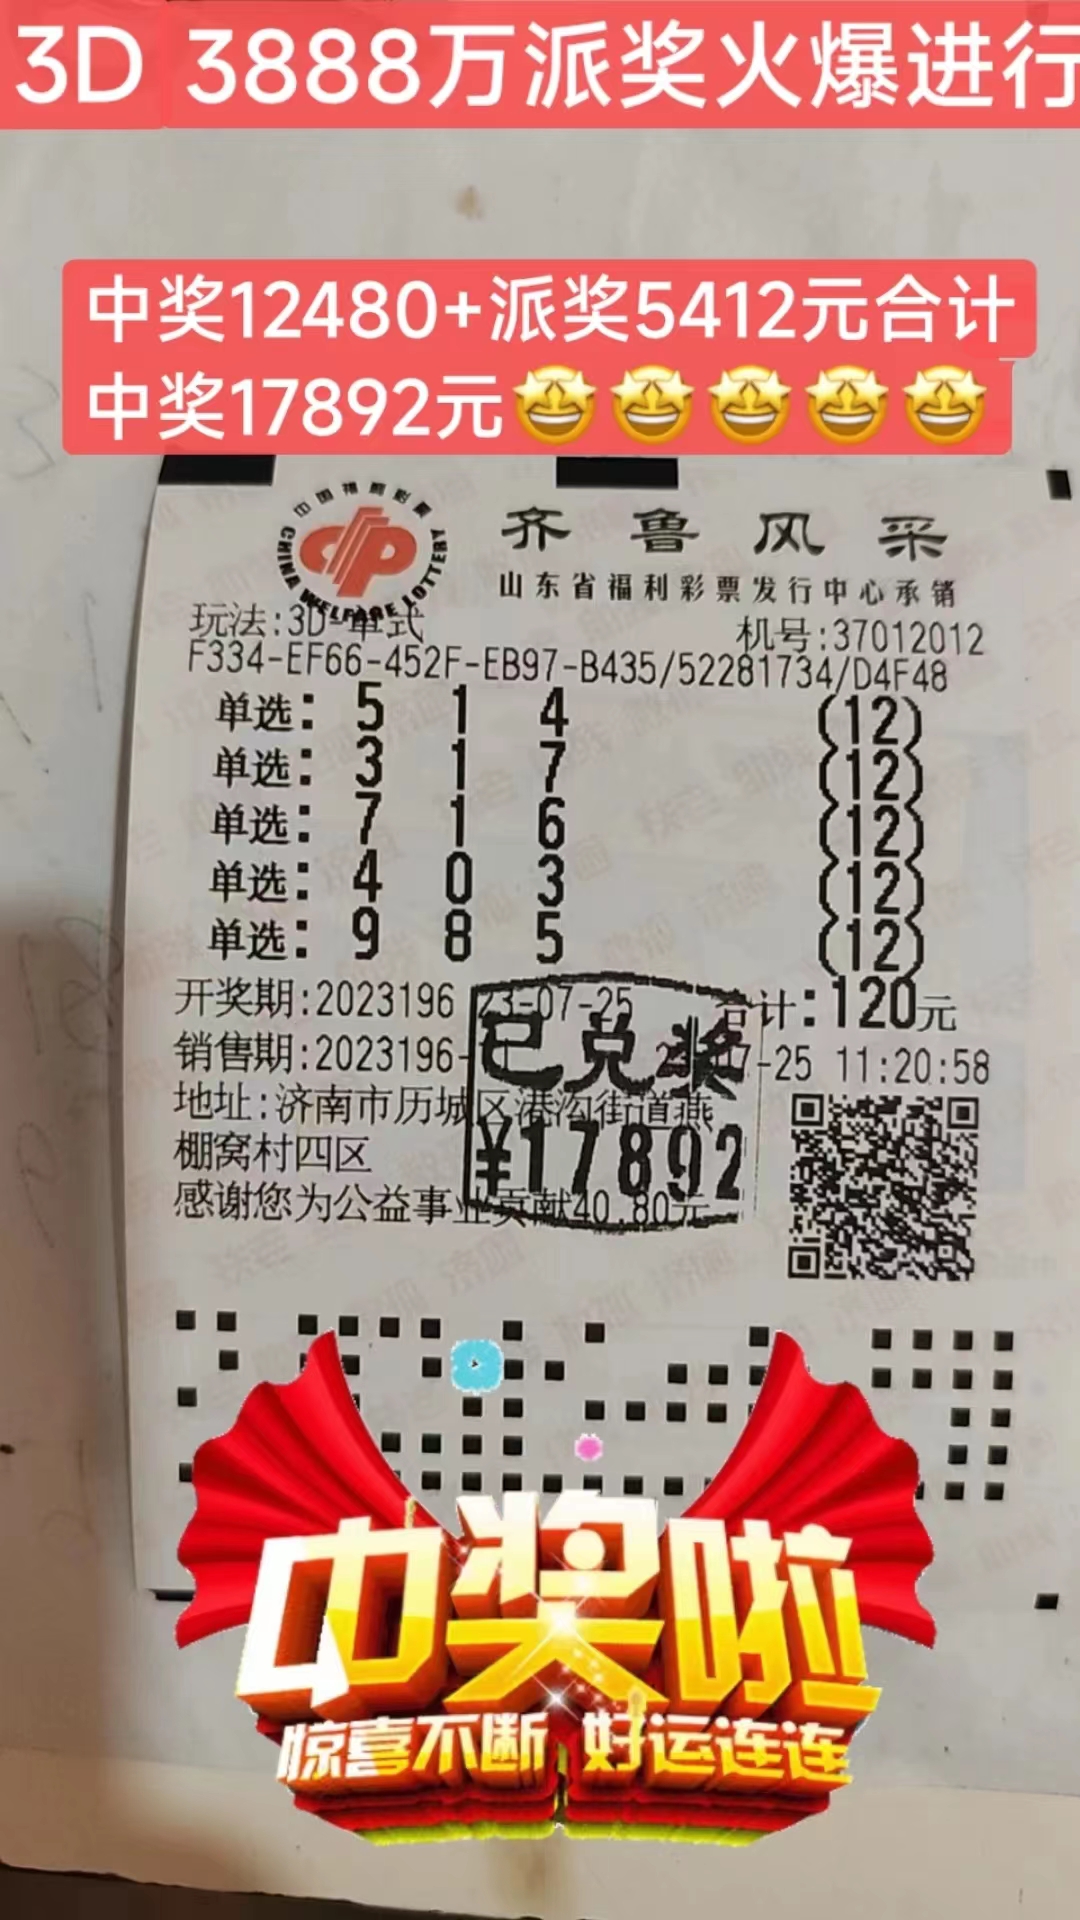 3D 3888万派奖火爆进行
中奖12480+派奖5412元合计
中奖17892元
中国福利彩票
CHINA WELFARE LOTTERY
齐鲁风采
山东省福利彩票发行中心承销
玩法:3D-单式
机号:37012012
F334-EF66-452F-EB97-B435/52281734/D4F48
单选: 5 1 4 (12)
单选: 3 1 7 (12)
单选: 7 1 6 (12)
单选: 4 0 3 (12)
单选: 9 8 5 (12)
开奖期:2023196 23-07-25 合计:120元
销售期:2023196- -07-25 11:20:58
已兑奖
地址:济南市历城区港沟街道燕
棚窝村四区
¥17892
感谢您为公益事业贡献40.80元
中奖啦
惊喜不断 好运连连